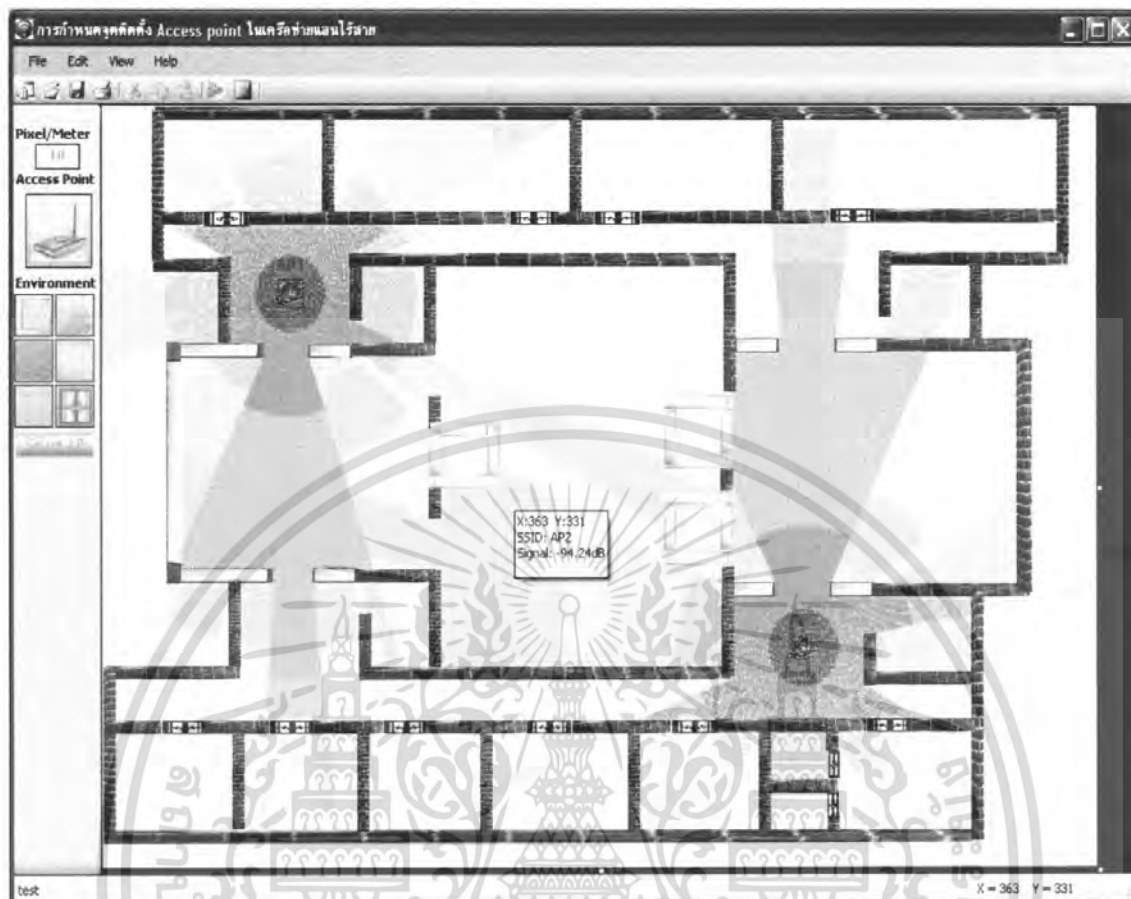 การกำหนดจุดติดตั้ง Access point ในเครือข่ายแลนไร้สาย
File Edit View Help
Pixel/Meter
10
Access Point
Environment
AP1
X:363 Y:331
SSID: AP2
Signal: -94.24dB
test
X = 363 Y = 331